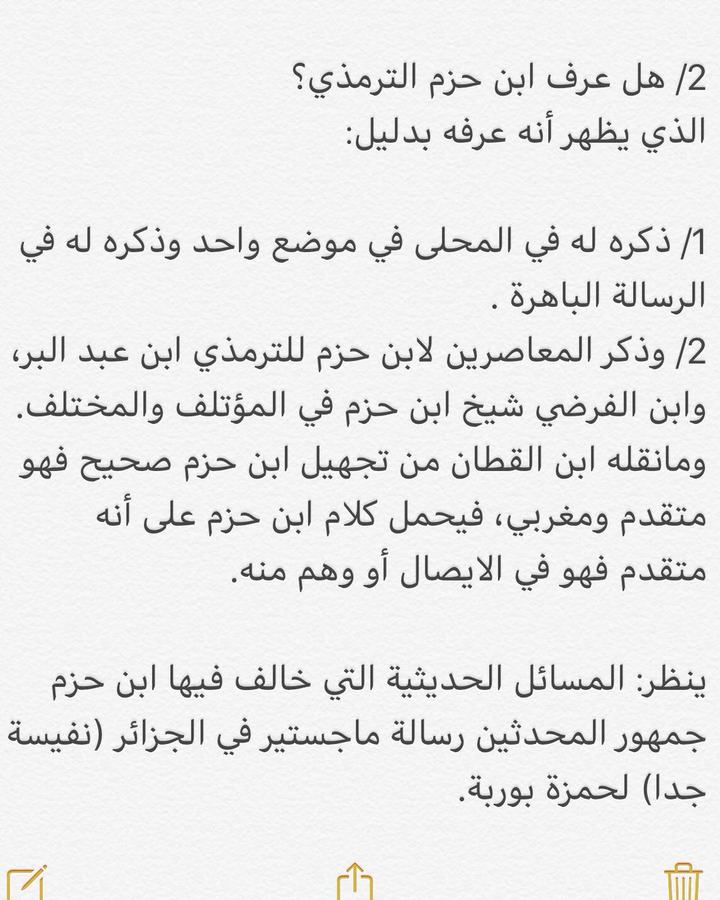 2/ هل عرف ابن حزم الترمذي؟
الذي يظهر أنه عرفه بدليل:
1/ ذكره له في المحلى في موضع واحد وذكره له في
الرسالة الباهرة .
2/ وذكر المعاصرين لابن حزم للترمذي ابن عبد البر،
وابن الفرضي شيخ ابن حزم في المؤتلف والمختلف.
ومانقله ابن القطان من تجهيل ابن حزم صحيح فهو
متقدم ومغربي، فيحمل كلام ابن حزم على أنه
متقدم فهو في الايصال أو وهم منه.
ينظر: المسائل الحديثية التي خالف فيها ابن حزم
جمهور المحدثين رسالة ماجستير في الجزائر (نفيسة
جدا) لحمزة بوربة.